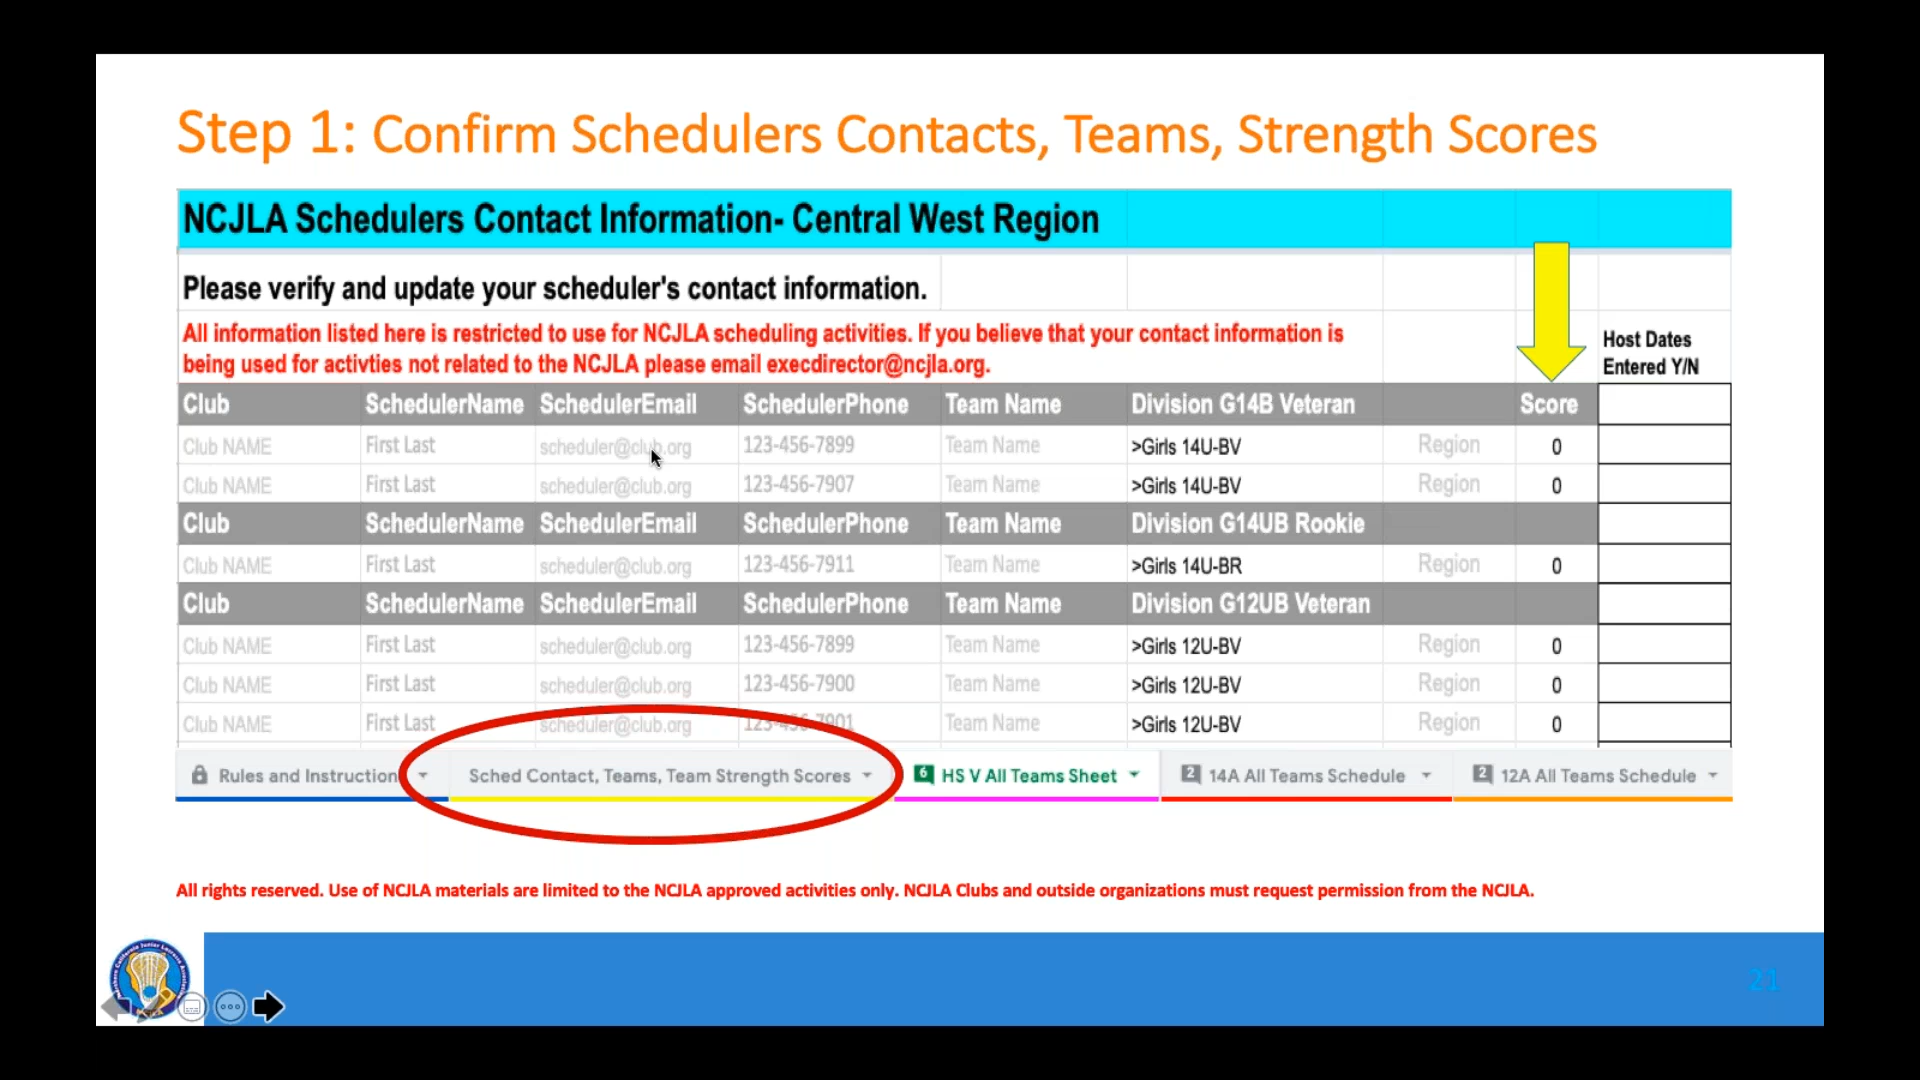 Step 1: Confirm Schedulers Contacts, Teams, Strength Scores
NCJLA Schedulers Contact Information- Central West Region
Please verify and update your scheduler's contact information.
All information listed here is restricted to use for NCJLA scheduling activities. If you believe that your contact information is
being used for activties not related to the NCJLA please email execdirector@ncjla.org.
Host Dates
Entered Y/N
Club SchedulerName SchedulerEmail SchedulerPhone Team Name Division G14B Veteran Score
Club NAME First Last scheduler@club.org 123-456-7899 Team Name >Girls 14U-BV Region 0
Club NAME First Last scheduler@club.org 123-456-7907 Team Name >Girls 14U-BV Region 0
Club SchedulerName SchedulerEmail SchedulerPhone Team Name Division G14UB Rookie
Club NAME First Last scheduler@club.org 123-456-7911 Team Name >Girls 14U-BR Region 0
Club SchedulerName SchedulerEmail SchedulerPhone Team Name Division G12UB Veteran
Club NAME First Last scheduler@club.org 123-456-7899 Team Name >Girls 12U-BV Region 0
Club NAME First Last scheduler@club.org 123-456-7900 Team Name >Girls 12U-BV Region 0
Club NAME First Last scheduler@club.org 123-456-7901 Team Name >Girls 12U-BV Region 0
Rules and Instruction Sched Contact, Teams, Team Strength Scores 6 HS V All Teams Sheet 2 14A All Teams Schedule 2 12A All Teams Schedule
All rights reserved. Use of NCJLA materials are limited to the NCJLA approved activities only. NCJLA Clubs and outside organizations must request permission from the NCJLA.
21